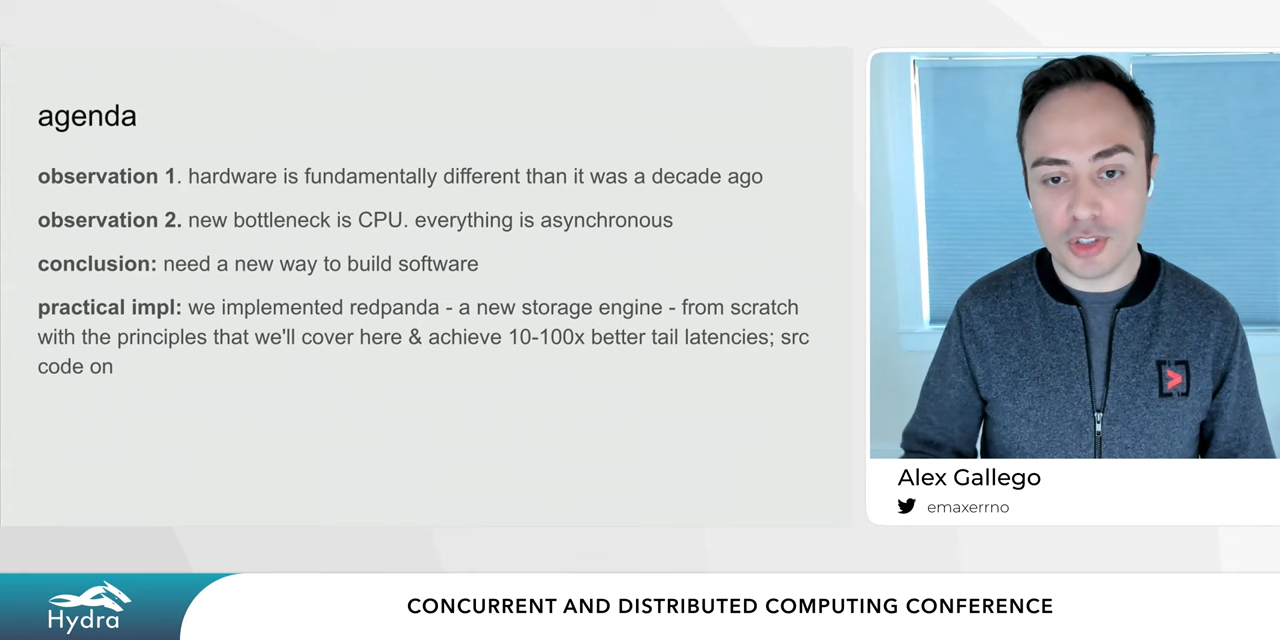 agenda
observation 1. hardware is fundamentally different than it was a decade ago
observation 2. new bottleneck is CPU. everything is asynchronous
conclusion: need a new way to build software
practical impl: we implemented redpanda - a new storage engine - from scratch
with the principles that we'll cover here & achieve 10-100x better tail latencies; src
code on
Alex Gallego
emaxerrno
Hydra
CONCURRENT AND DISTRIBUTED COMPUTING CONFERENCE